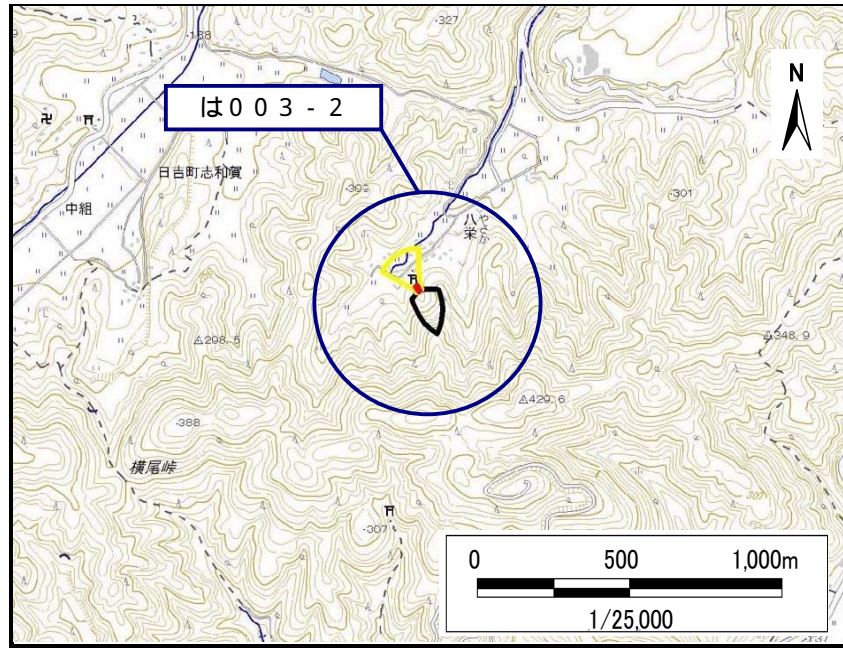 ・327
・188
N
は003-2
卍
日吉町志和賀
・309
・301
中組
八栄
やさか
△298.5
△348.9
・388
△429.6
横尾峠
・307
0 500 1,000m
1/25,000